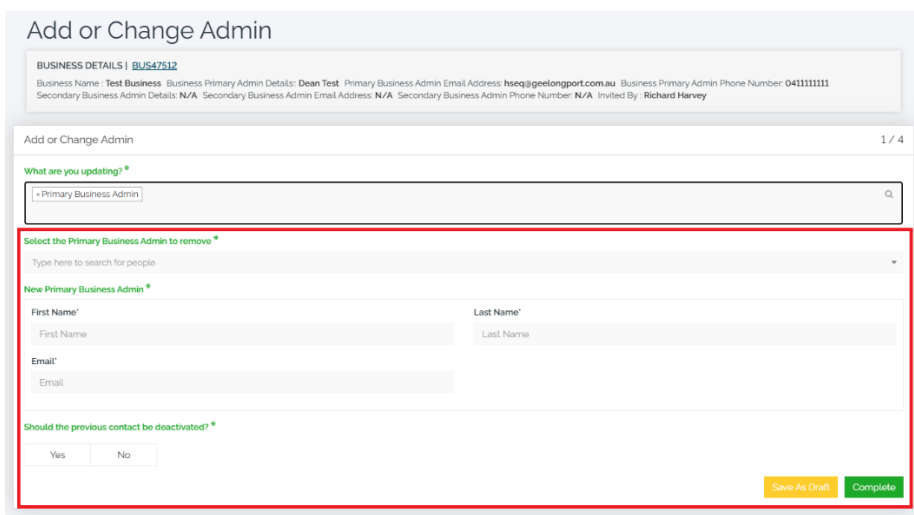 Add or Change Admin
BUSINESS DETAILS | BUS47512
Business Name : Test Business Business Primary Admin Details: Dean Test Primary Business Admin Email Address: hseq@geelongport.com.au Business Primary Admin Phone Number: 0411111111
Secondary Business Admin Details: N/A Secondary Business Admin Email Address: N/A Secondary Business Admin Phone Number: N/A Invited By : Richard Harvey
Add or Change Admin 1 / 4
What are you updating? *
× Primary Business Admin
Select the Primary Business Admin to remove *
Type here to search for people
New Primary Business Admin *
First Name* Last Name*
First Name Last Name
Email*
Email
Should the previous contact be deactivated? *
Yes No
Save As Draft Complete